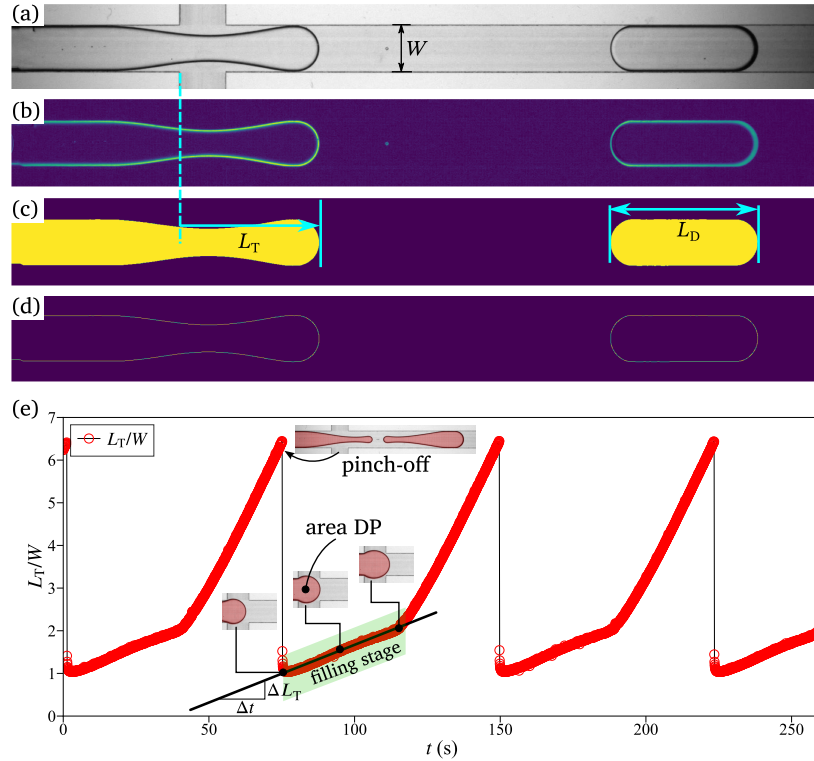 (a)
W
(b)
(c)
L_T
L_D
(d)
(e)
7
L_T/W
pinch-off
6
area DP
5
4
L_T/W
3
2
filling stage
1
ΔL_T
Δt
0
0
50
100
150
200
250
t (s)